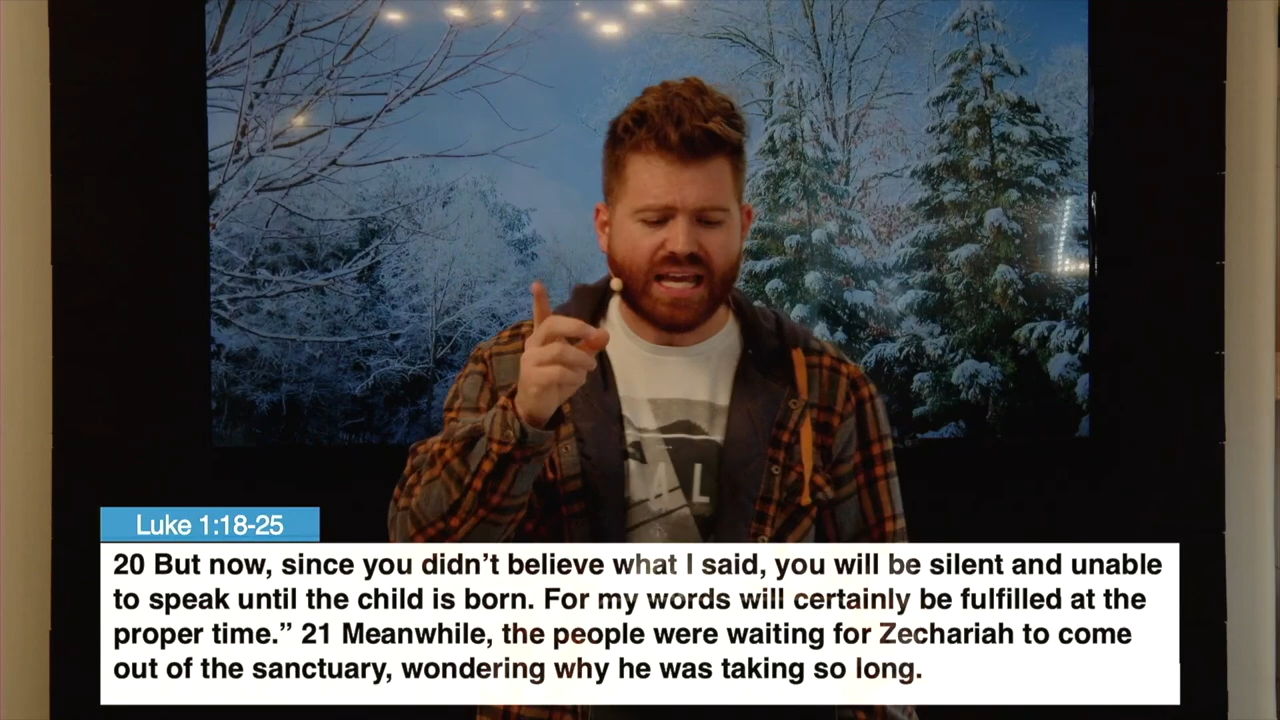 AL
Luke 1:18-25
20 But now, since you didn’t believe what I said, you will be silent and unable
to speak until the child is born. For my words will certainly be fulfilled at the
proper time.” 21 Meanwhile, the people were waiting for Zechariah to come
out of the sanctuary, wondering why he was taking so long.